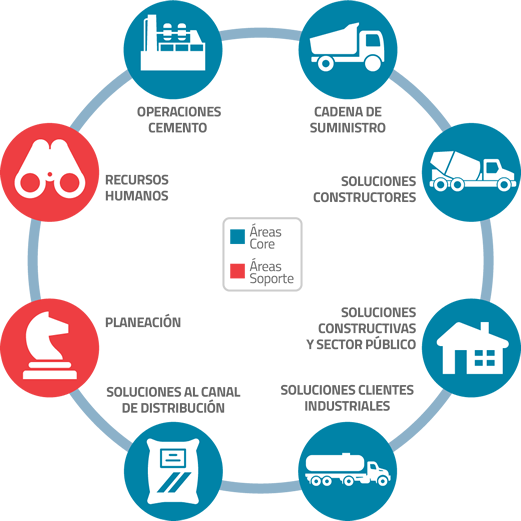 OPERACIONES
CEMENTO
CADENA DE
SUMINISTRO
RECURSOS
HUMANOS
SOLUCIONES
CONSTRUCTORES
Áreas
Core
Áreas
Soporte
PLANEACIÓN
SOLUCIONES
CONSTRUCTIVAS
Y SECTOR PÚBLICO
SOLUCIONES AL CANAL
DE DISTRIBUCIÓN
SOLUCIONES CLIENTES
INDUSTRIALES